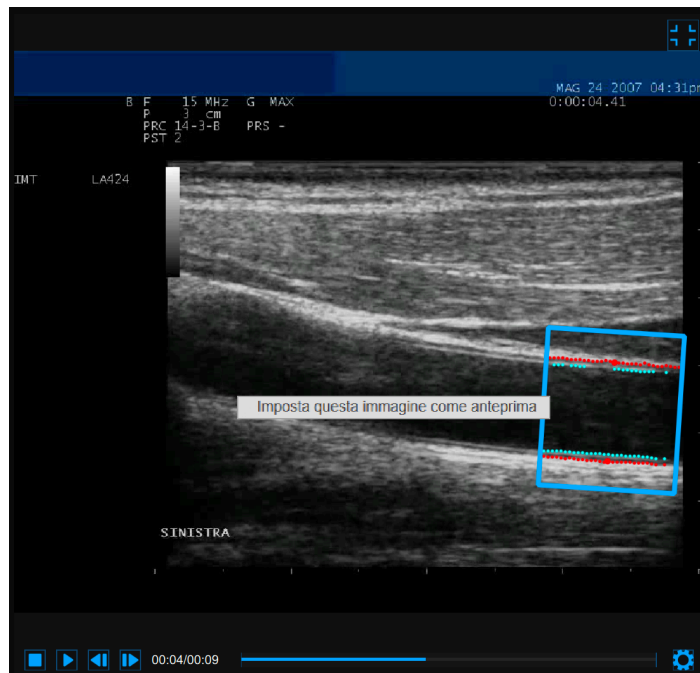 MAG 24 2007 04:31pm
B F 15 MHz G MAX 0:00:04.41
P 3 cm
PRC 14-3-B PRS -
PST 2
IMT LA424
Imposta questa immagine come anteprima
SINISTRA
00:04/00:09